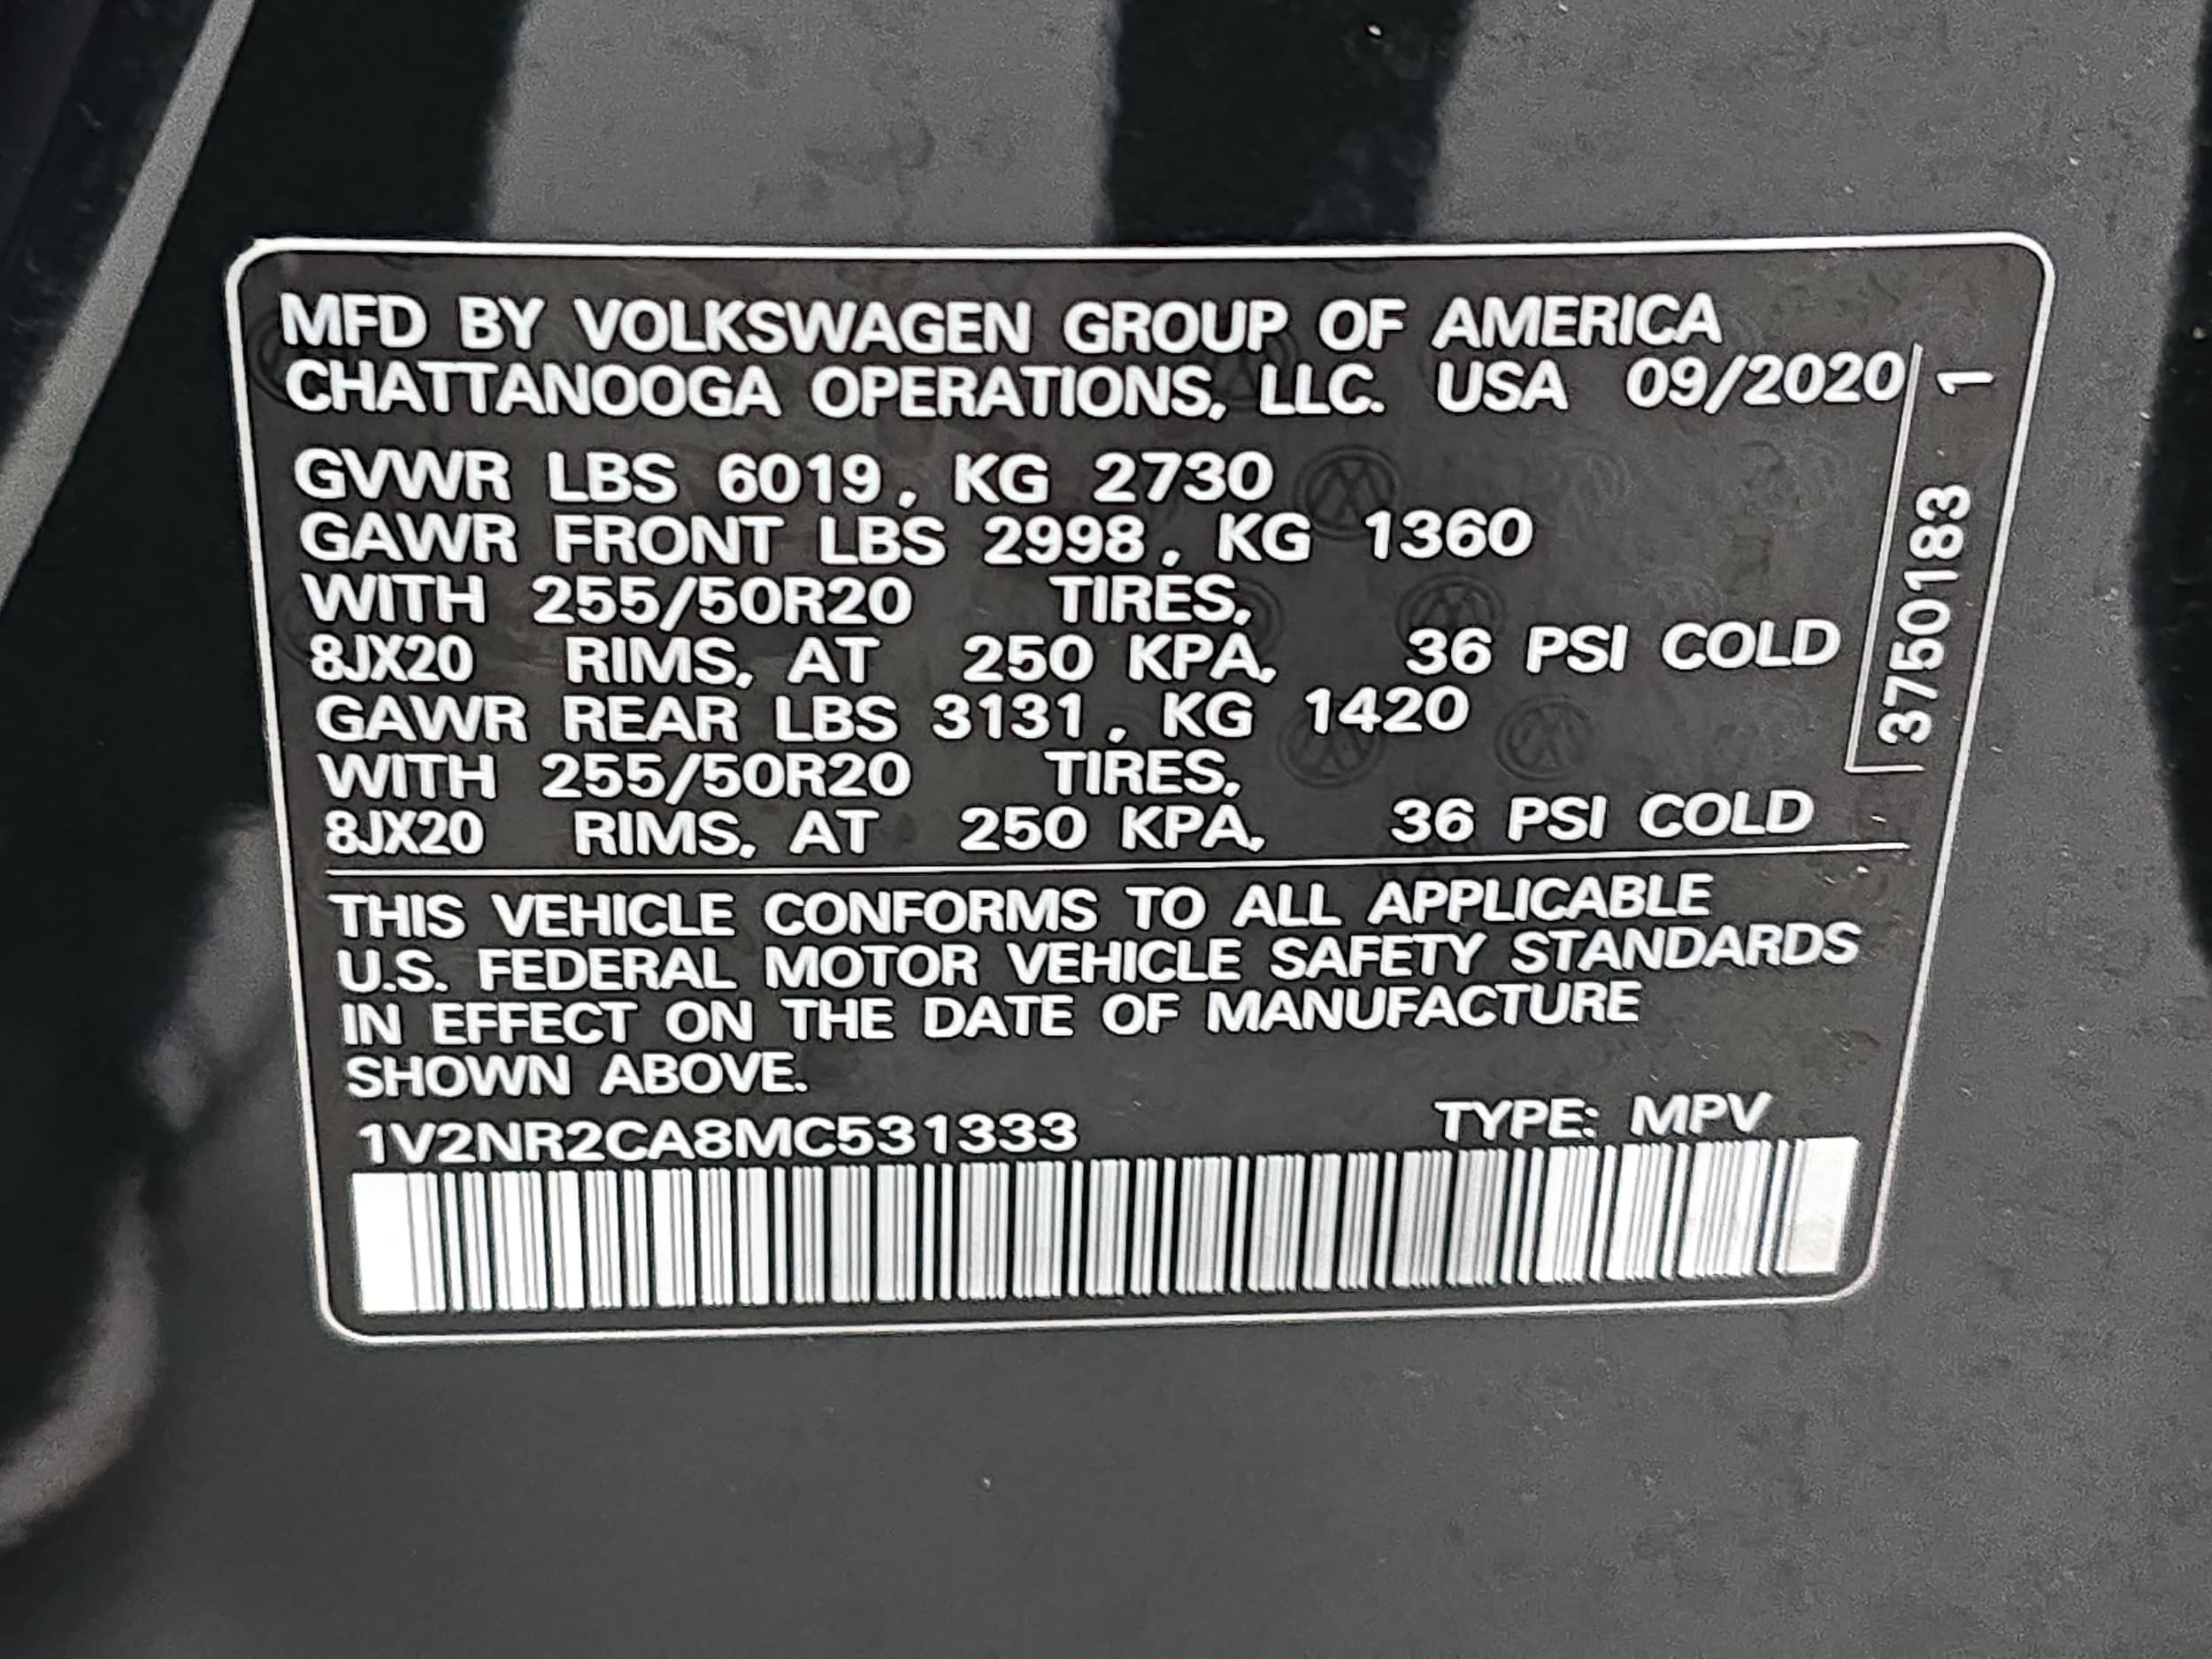 MFD BY VOLKSWAGEN GROUP OF AMERICA
CHATTANOOGA OPERATIONS, LLC. USA 09/2020
GVWR LBS 6019, KG 2730
GAWR FRONT LBS 2998, KG 1360
WITH 255/50R20 TIRES,
8JX20 RIMS, AT 250 KPA, 36 PSI COLD
GAWR REAR LBS 3131, KG 1420
WITH 255/50R20 TIRES,
8JX20 RIMS, AT 250 KPA, 36 PSI COLD
3750183 1
THIS VEHICLE CONFORMS TO ALL APPLICABLE
U.S. FEDERAL MOTOR VEHICLE SAFETY STANDARDS
IN EFFECT ON THE DATE OF MANUFACTURE
SHOWN ABOVE.
1V2NR2CA8MC531333 TYPE: MPV